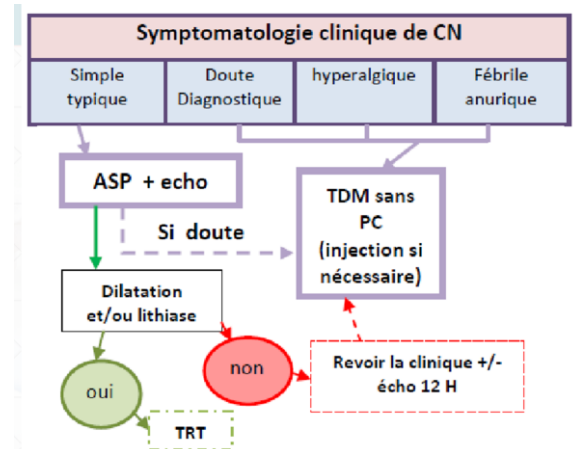 Symptomatologie clinique de CN
Simple
typique
Doute
Diagnostique
hyperalgique
Fébrile
anurique
ASP + echo
TDM sans
PC
(injection si
nécessaire)
Si doute
Dilatation
et/ou lithiase
non
Revoir la clinique +/-
écho 12 H
oui
TRT